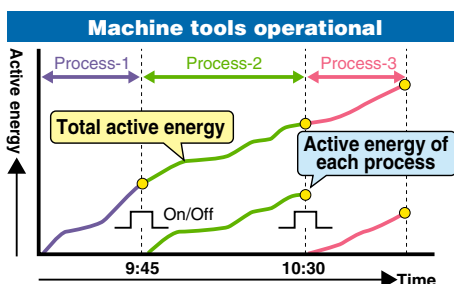 Machine tools operational
Active energy
Process-1
Process-2
Process-3
Total active energy
Active energy of
each process
On/Off
9:45
10:30
Time